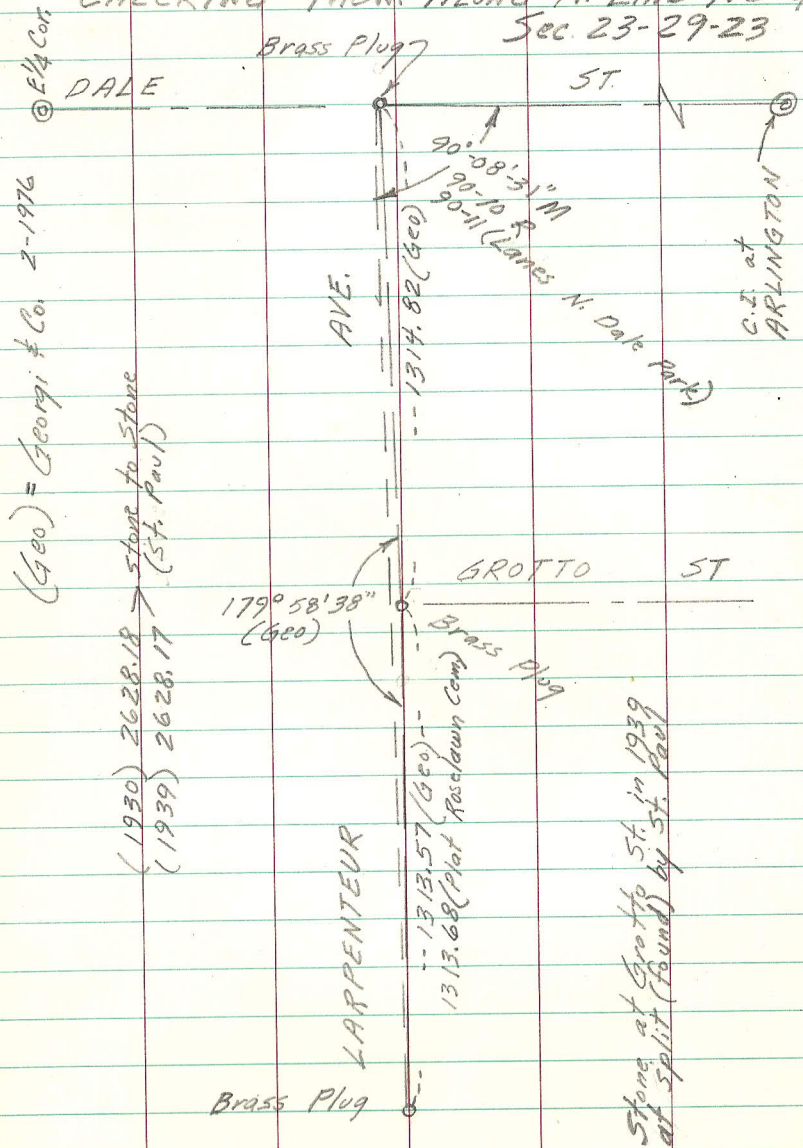 Sec. 23-29-23
Brass Plug
E 1/4 Cor.
DALE
ST.
90°-08'-31" M
90-10 R
90-11 (Lanes N. Dale Park)
C.I. at
ARLINGTON
(Geo) = Georgi & Co. 2-1976
AVE.
--1314.82 (Geo)
(1930) 2628.18 > Stone to Stone
(1939) 2628.17 (St. Paul)
179°58'38"
(Geo)
GROTTO ST
Brass Plug
LARPENTEUR
--1313.57 (Geo)--
1313.68 (Plat Roselawn Cem)
Stone at Grotto St. in 1939
at split (found) by St. Paul
Brass Plug